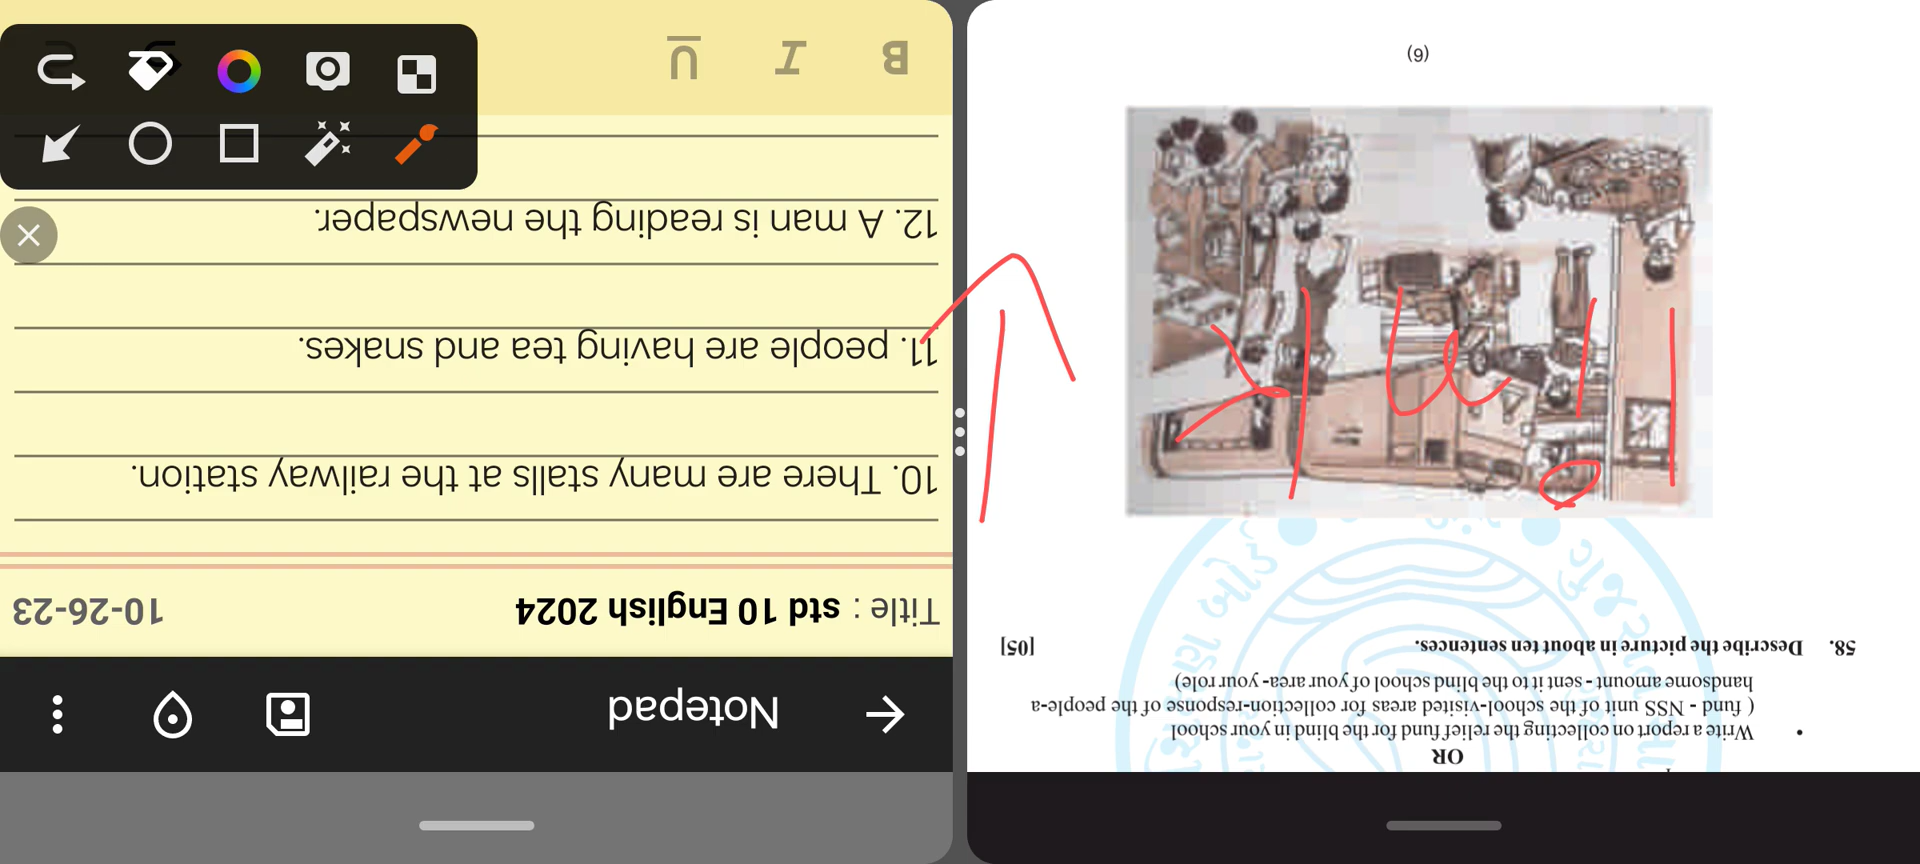 OR
• Write a report on collecting the relief fund for the blind in your school
( fund - NSS unit of the school-visited areas for collection-response of the people-a
handsome amount - sent it to the blind school of your area- your role)
58. Describe the picture in about ten sentences. [05]
(9)
Notepad
Title : std 10 English 2024 10-26-23
10. There are many stalls at the railway station.
11. people are having tea and snakes.
12. A man is reading the newspaper.
B I U